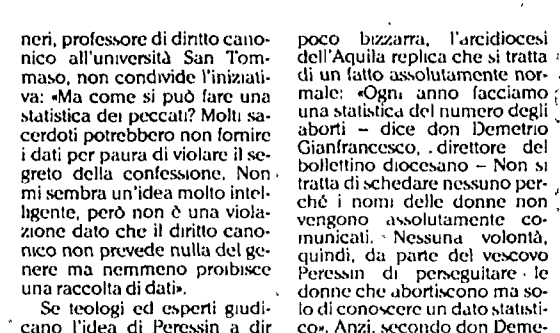 neri, professore di diritto cano-
nico all'università San Tom-
maso, non condivide l'iniziati-
va: «Ma come si può fare una
statistica dei peccati? Molti sa-
cerdoti potrebbero non fornire
i dati per paura di violare il se-
greto della confessione. Non
mi sembra un'idea molto intel-
ligente, però non è una viola-
zione dato che il diritto cano-
nico non prevede nulla del ge-
nere ma nemmeno proibisce
una raccolta di dati».
Se teologi ed esperti giudi-
cano l'idea di Peressin a dir
poco bizzarra, l'arcidiocesi
dell'Aquila replica che si tratta
di un fatto assolutamente nor-
male: «Ogni anno facciamo
una statistica del numero degli
aborti – dice don Demetrio
Gianfrancesco, direttore del
bollettino diocesano – Non si
tratta di schedare nessuno per-
ché i nomi delle donne non
vengono assolutamente co-
municati. Nessuna volontà,
quindi, da parte del vescovo
Peressin di perseguitare le
donne che abortiscono ma so-
lo di conoscere un dato statisti-
co». Anzi, secondo don Deme-